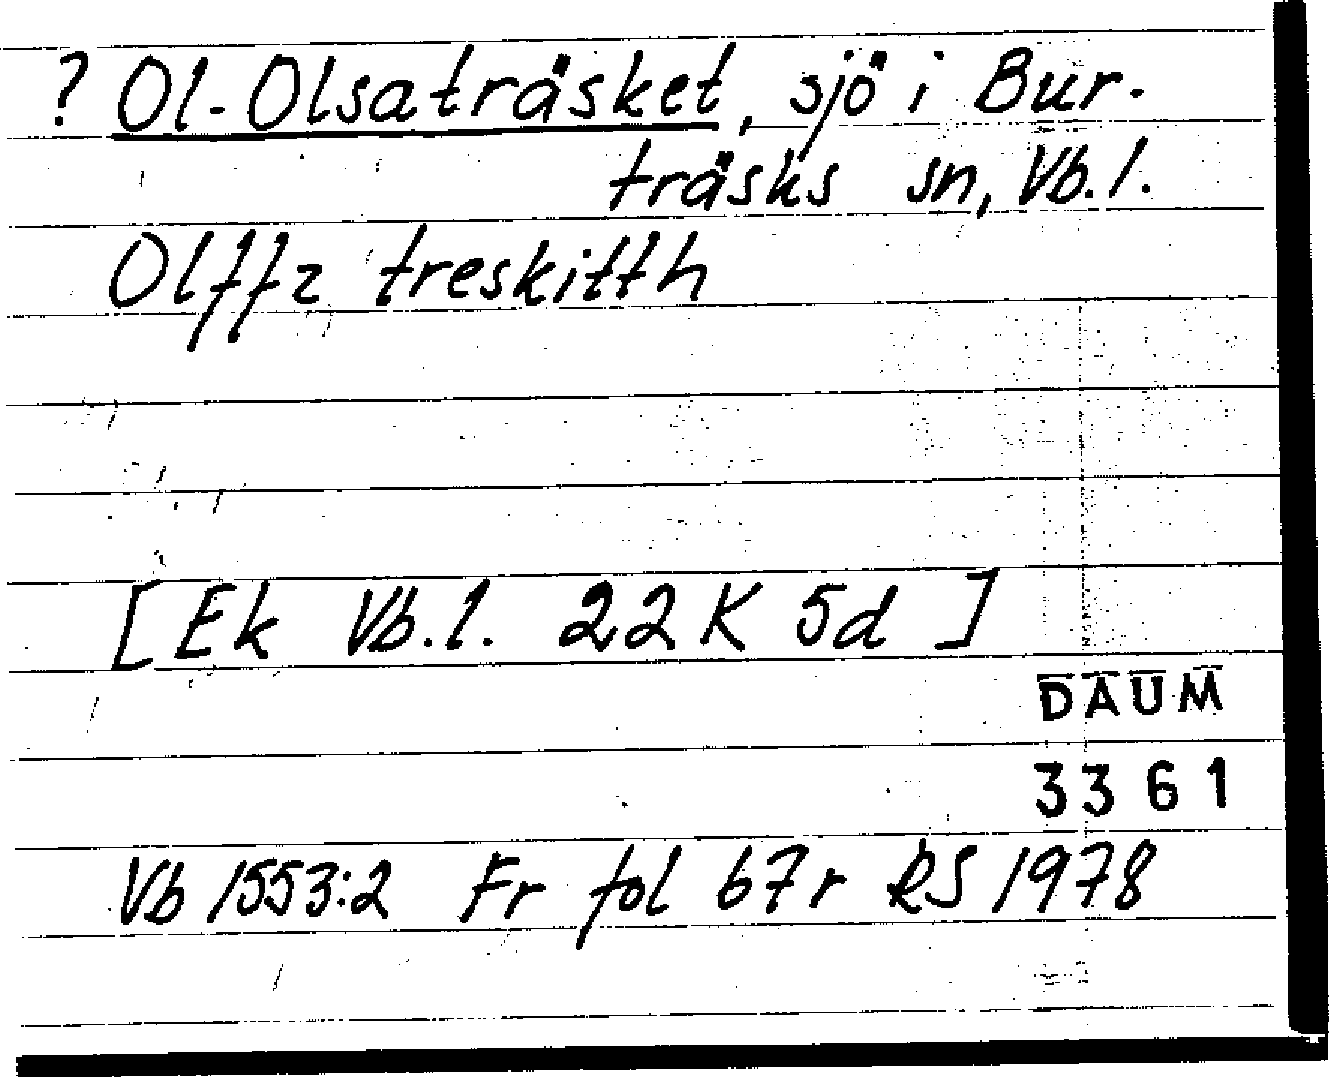 ? Ol-Olsaträsket, sjö i Bur-
träsks sn, Vb.l.
Olffz treskitth
[Ek Vb.l. 22K 5d]
DAUM
3361
Vb 1553:2 Fr fol 67r RS 1978